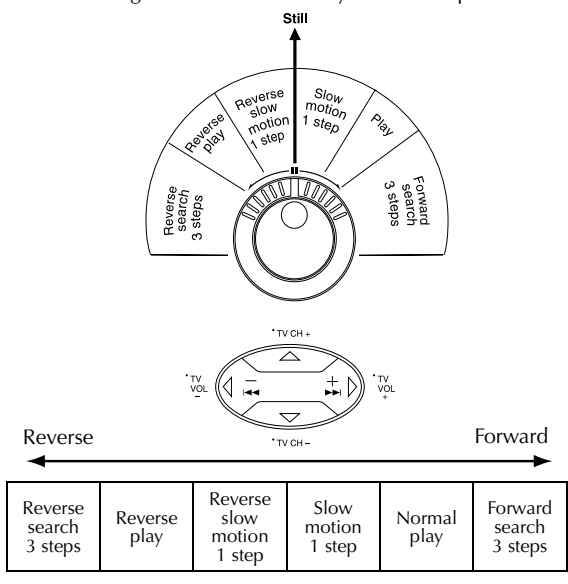 Still
Reverse
search
3 steps
Reverse
play
Reverse
slow
motion
1 step
Slow
motion
1 step
Play
Forward
search
3 steps
* TV CH +
* TV
VOL
–
–
+
* TV
VOL
+
* TV CH –
Reverse
Forward
Reverse
search
3 steps
Reverse
play
Reverse
slow
motion
1 step
Slow
motion
1 step
Normal
play
Forward
search
3 steps